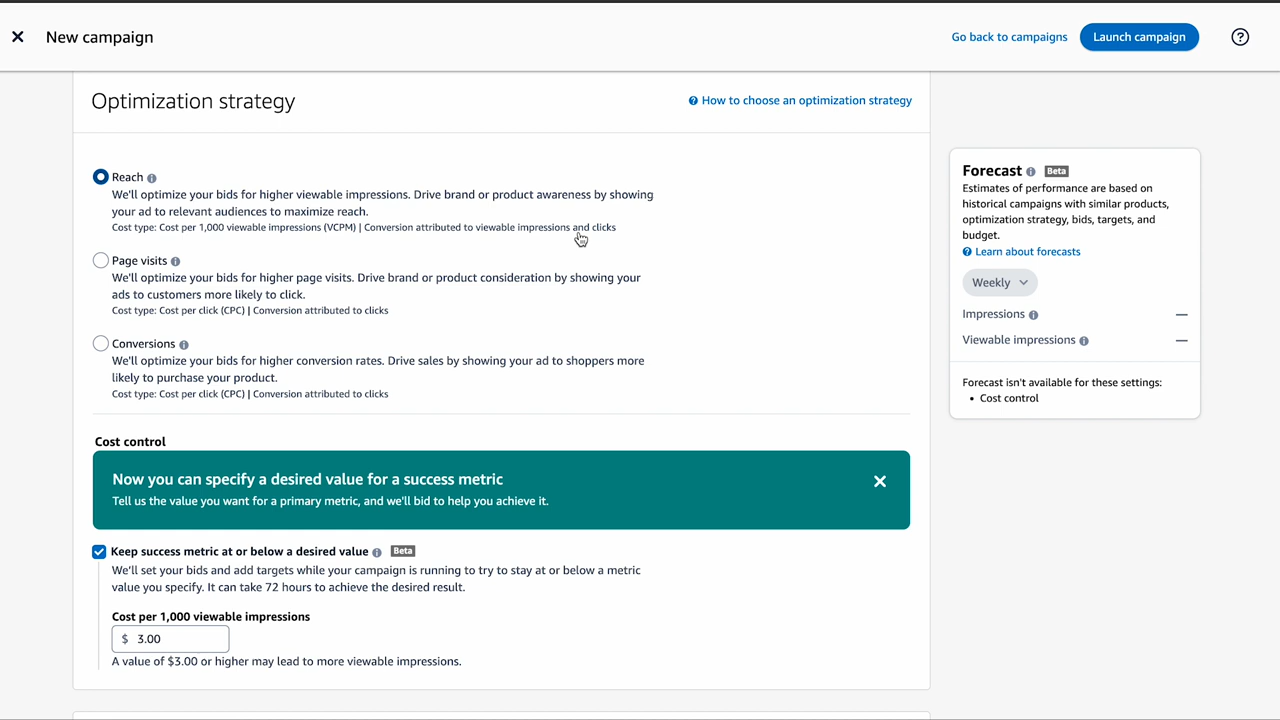 New campaign
Go back to campaigns
Launch campaign
Optimization strategy
How to choose an optimization strategy
Reach
We'll optimize your bids for higher viewable impressions. Drive brand or product awareness by showing
your ad to relevant audiences to maximize reach.
Cost type: Cost per 1,000 viewable impressions (VCPM) | Conversion attributed to viewable impressions and clicks
Page visits
We'll optimize your bids for higher page visits. Drive brand or product consideration by showing your
ads to customers more likely to click.
Cost type: Cost per click (CPC) | Conversion attributed to clicks
Conversions
We'll optimize your bids for higher conversion rates. Drive sales by showing your ad to shoppers more
likely to purchase your product.
Cost type: Cost per click (CPC) | Conversion attributed to clicks
Cost control
Now you can specify a desired value for a success metric
Tell us the value you want for a primary metric, and we'll bid to help you achieve it.
Keep success metric at or below a desired value Beta
We'll set your bids and add targets while your campaign is running to try to stay at or below a metric
value you specify. It can take 72 hours to achieve the desired result.
Cost per 1,000 viewable impressions
$ 3.00
A value of $3.00 or higher may lead to more viewable impressions.
Forecast Beta
Estimates of performance are based on
historical campaigns with similar products,
optimization strategy, bids, targets, and
budget.
Learn about forecasts
Weekly
Impressions —
Viewable impressions —
Forecast isn't available for these settings:
• Cost control